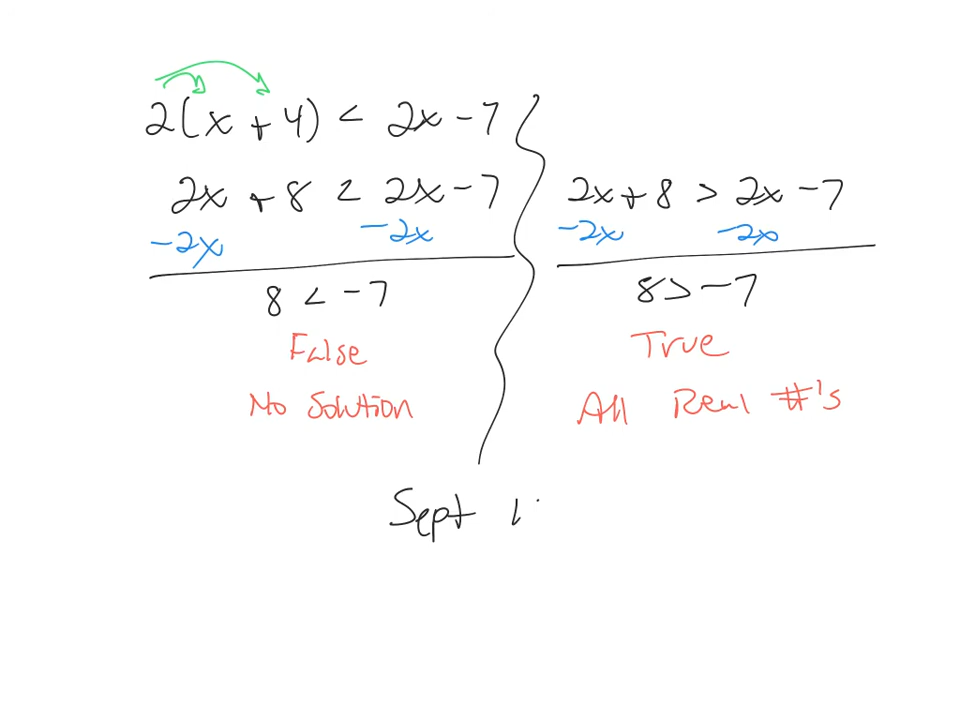 2(x + 4) < 2x - 7
2x + 8 < 2x - 7
-2x -2x
8 < -7
False
No Solution
2x + 8 > 2x - 7
-2x -2x
8 > -7
True
All Real #'s
Sept